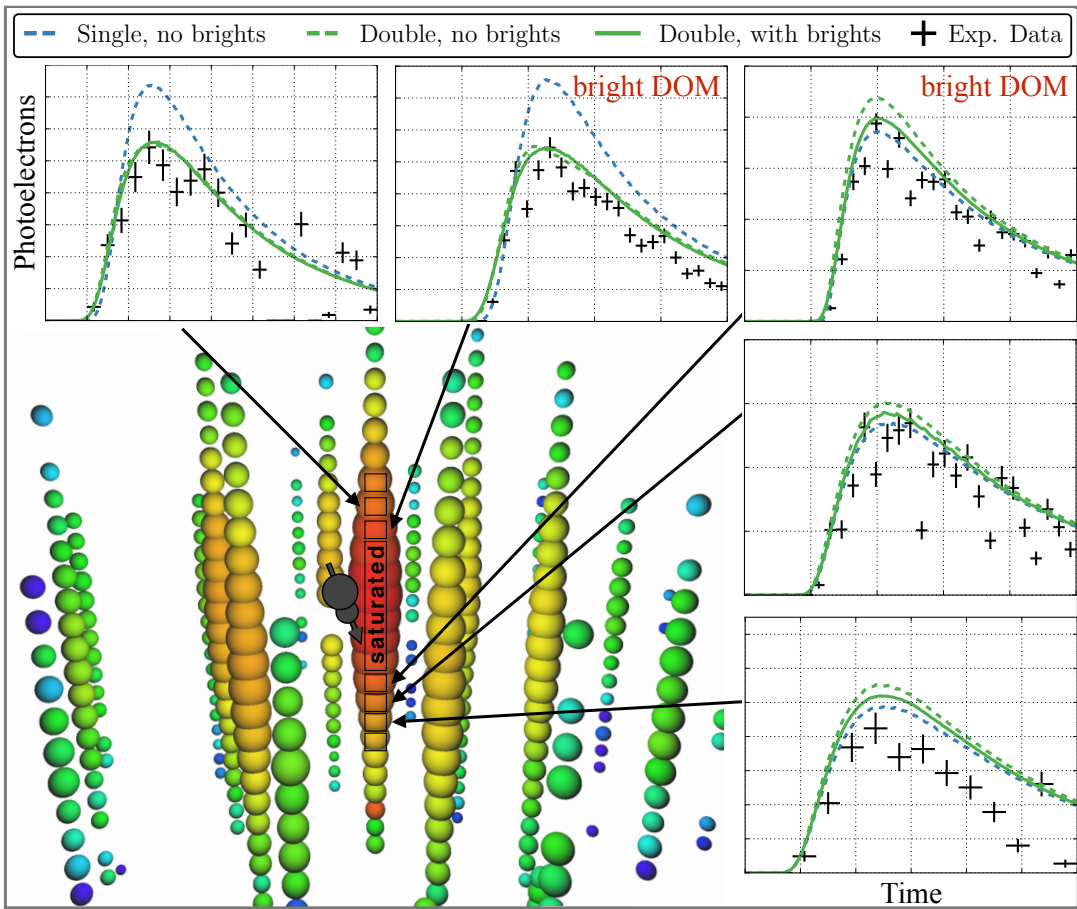 Single, no brights Double, no brights Double, with brights Exp. Data
Photoelectrons
bright DOM
bright DOM
saturated
Time